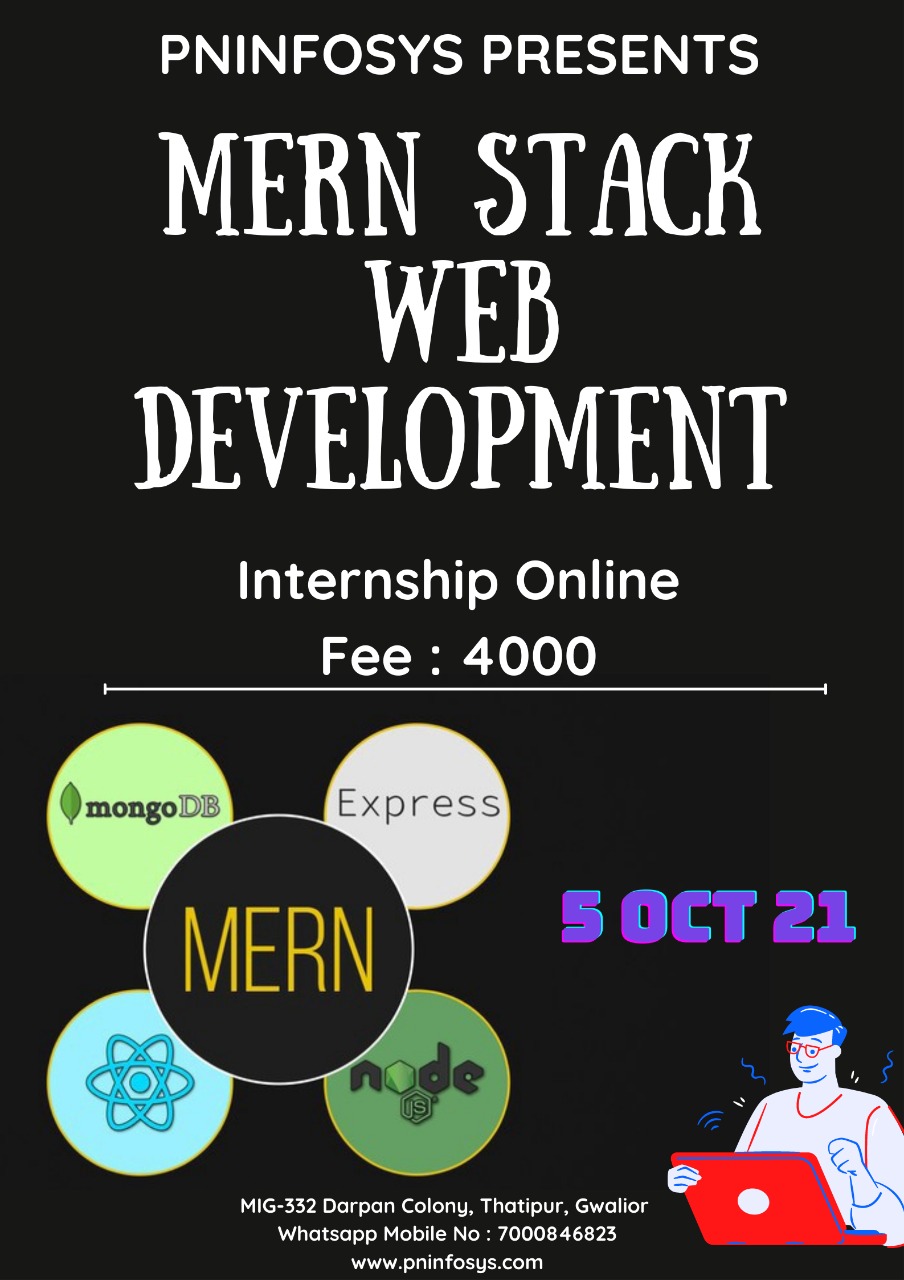 PNINFOSYS PRESENTS
MERN STACK
WEB
DEVELOPMENT
Internship Online
Fee : 4000
mongoDB
Express
MERN
5 OCT 21
node
JS
MIG-332 Darpan Colony, Thatipur, Gwalior
Whatsapp Mobile No : 7000846823
www.pninfosys.com